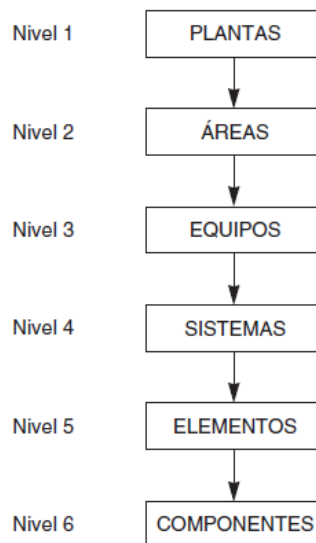 Nivel 1 PLANTAS
Nivel 2 ÁREAS
Nivel 3 EQUIPOS
Nivel 4 SISTEMAS
Nivel 5 ELEMENTOS
Nivel 6 COMPONENTES